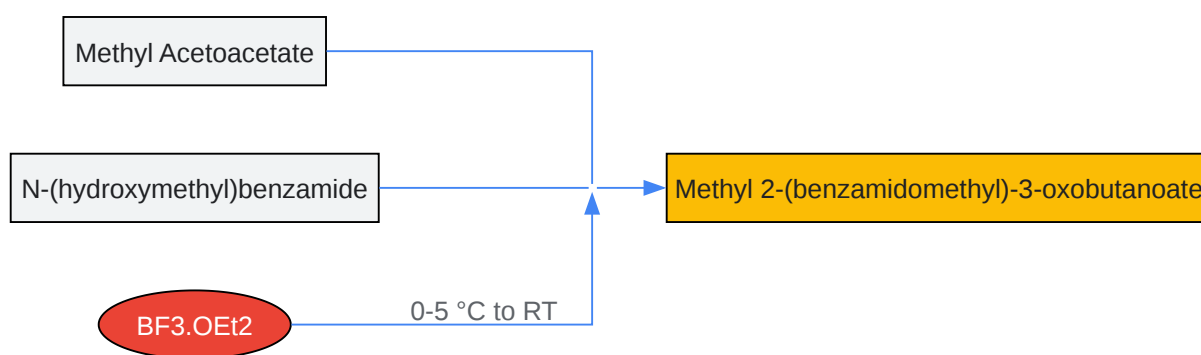 Methyl Acetoacetate
N-(hydroxymethyl)benzamide
Methyl 2-(benzamidomethyl)-3-oxobutanoate
0-5 °C to RT
BF3.OEt2